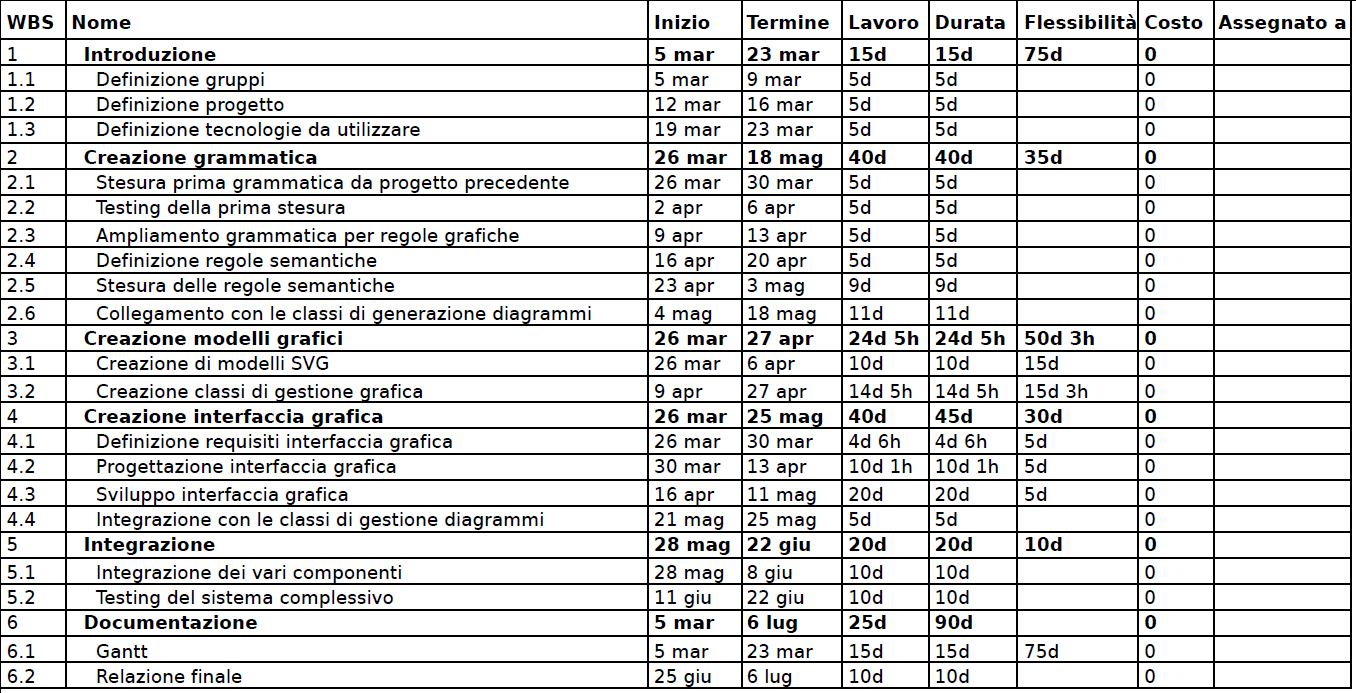 WBS Nome Inizio Termine Lavoro Durata Flessibilità Costo Assegnato a
1 Introduzione 5 mar 23 mar 15d 15d 75d 0
1.1 Definizione gruppi 5 mar 9 mar 5d 5d 0
1.2 Definizione progetto 12 mar 16 mar 5d 5d 0
1.3 Definizione tecnologie da utilizzare 19 mar 23 mar 5d 5d 0
2 Creazione grammatica 26 mar 18 mag 40d 40d 35d 0
2.1 Stesura prima grammatica da progetto precedente 26 mar 30 mar 5d 5d 0
2.2 Testing della prima stesura 2 apr 6 apr 5d 5d 0
2.3 Ampliamento grammatica per regole grafiche 9 apr 13 apr 5d 5d 0
2.4 Definizione regole semantiche 16 apr 20 apr 5d 5d 0
2.5 Stesura delle regole semantiche 23 apr 3 mag 9d 9d 0
2.6 Collegamento con le classi di generazione diagrammi 4 mag 18 mag 11d 11d 0
3 Creazione modelli grafici 26 mar 27 apr 24d 5h 24d 5h 50d 3h 0
3.1 Creazione di modelli SVG 26 mar 6 apr 10d 10d 15d 0
3.2 Creazione classi di gestione grafica 9 apr 27 apr 14d 5h 14d 5h 15d 3h 0
4 Creazione interfaccia grafica 26 mar 25 mag 40d 45d 30d 0
4.1 Definizione requisiti interfaccia grafica 26 mar 30 mar 4d 6h 4d 6h 5d 0
4.2 Progettazione interfaccia grafica 30 mar 13 apr 10d 1h 10d 1h 5d 0
4.3 Sviluppo interfaccia grafica 16 apr 11 mag 20d 20d 5d 0
4.4 Integrazione con le classi di gestione diagrammi 21 mag 25 mag 5d 5d 0
5 Integrazione 28 mag 22 giu 20d 20d 10d 0
5.1 Integrazione dei vari componenti 28 mag 8 giu 10d 10d 0
5.2 Testing del sistema complessivo 11 giu 22 giu 10d 10d 0
6 Documentazione 5 mar 6 lug 25d 90d 0
6.1 Gantt 5 mar 23 mar 15d 15d 75d 0
6.2 Relazione finale 25 giu 6 lug 10d 10d 0